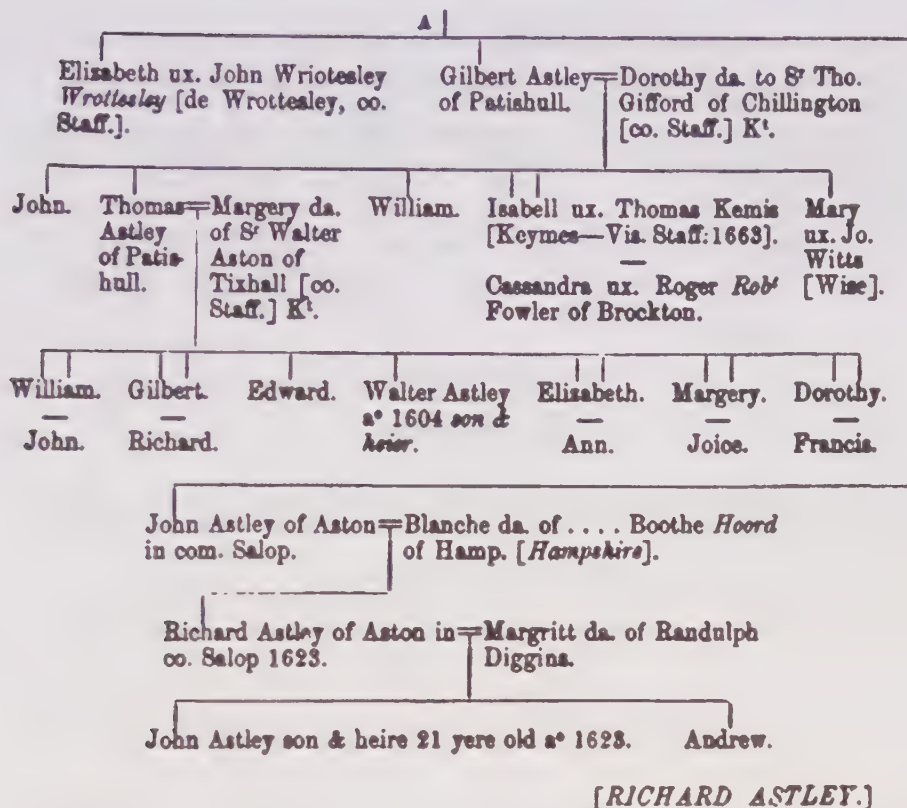 A
Elizabeth ux. John Wriotesley
Wrottesley [de Wrottesley, co.
Staff.].
Gilbert Astley
of Patishull.
Dorothy da. to Sr Tho.
Gifford of Chillington
[co. Staff.] Kt.
John.
Thomas
Astley
of Patis-
hull.
Margery da.
of Sr Walter
Aston of
Tixhall [co.
Staff.] Kt.
William.
Isabell ux. Thomas Kemis
[Keymes—Vis. Staff: 1663].
—
Cassandra ux. Roger Robt
Fowler of Brockton.
Mary
ux. Jo.
Witts
[Wise].
William.
—
John.
Gilbert.
—
Richard.
Edward.
Walter Astley
ao 1604 son &
heier.
Elizabeth.
—
Ann.
Margery.
—
Joice.
Dorothy.
—
Francis.
John Astley of Aston
in com. Salop.
Blanche da. of . . . . Boothe Hoord
of Hamp. [Hampshire].
Richard Astley of Aston in
co. Salop 1623.
Margritt da. of Randulph
Diggins.
John Astley son & heire 21 yere old ao 1623.
Andrew.
[RICHARD ASTLEY.]